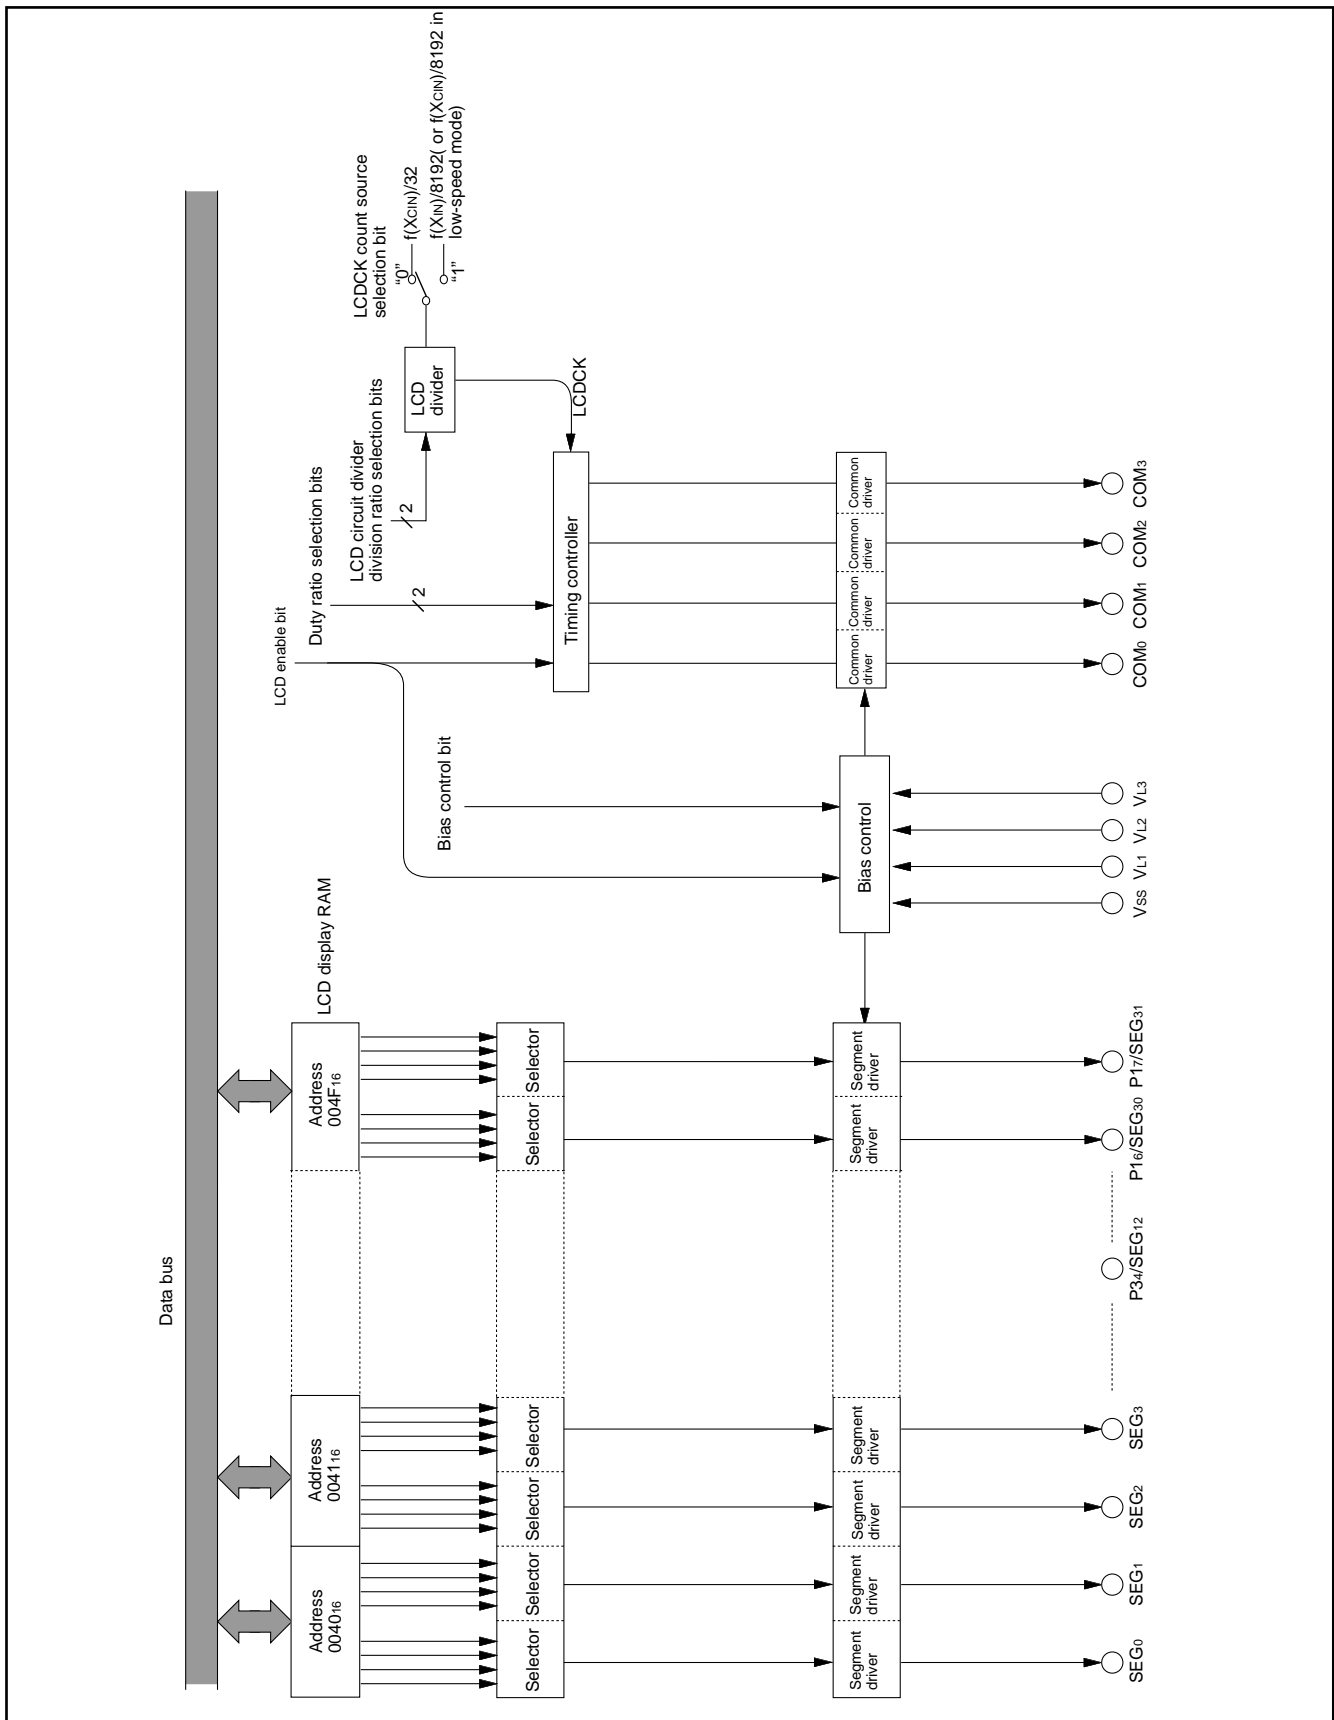 Data bus
LCD enable bit
Duty ratio selection bits
2
LCD circuit divider
division ratio selection bits
2
LCDCK count source
selection bit
“0”
f(XCIN)/32
f(XIN)/8192( or f(XCIN)/8192 in
low-speed mode)
“1”
LCD
divider
LCDCK
Timing controller
Bias control bit
LCD display RAM
Address
004016
Address
004116
Address
004F16
Selector
Selector
Selector
Selector
Selector
Selector
Bias control
Segment
driver
Segment
driver
Segment
driver
Segment
driver
Segment
driver
Segment
driver
Common
driver
Common
driver
Common
driver
Common
driver
SEG0
SEG1
SEG2
SEG3
P34/SEG12
P16/SEG30
P17/SEG31
VSS
VL1
VL2
VL3
COM0
COM1
COM2
COM3